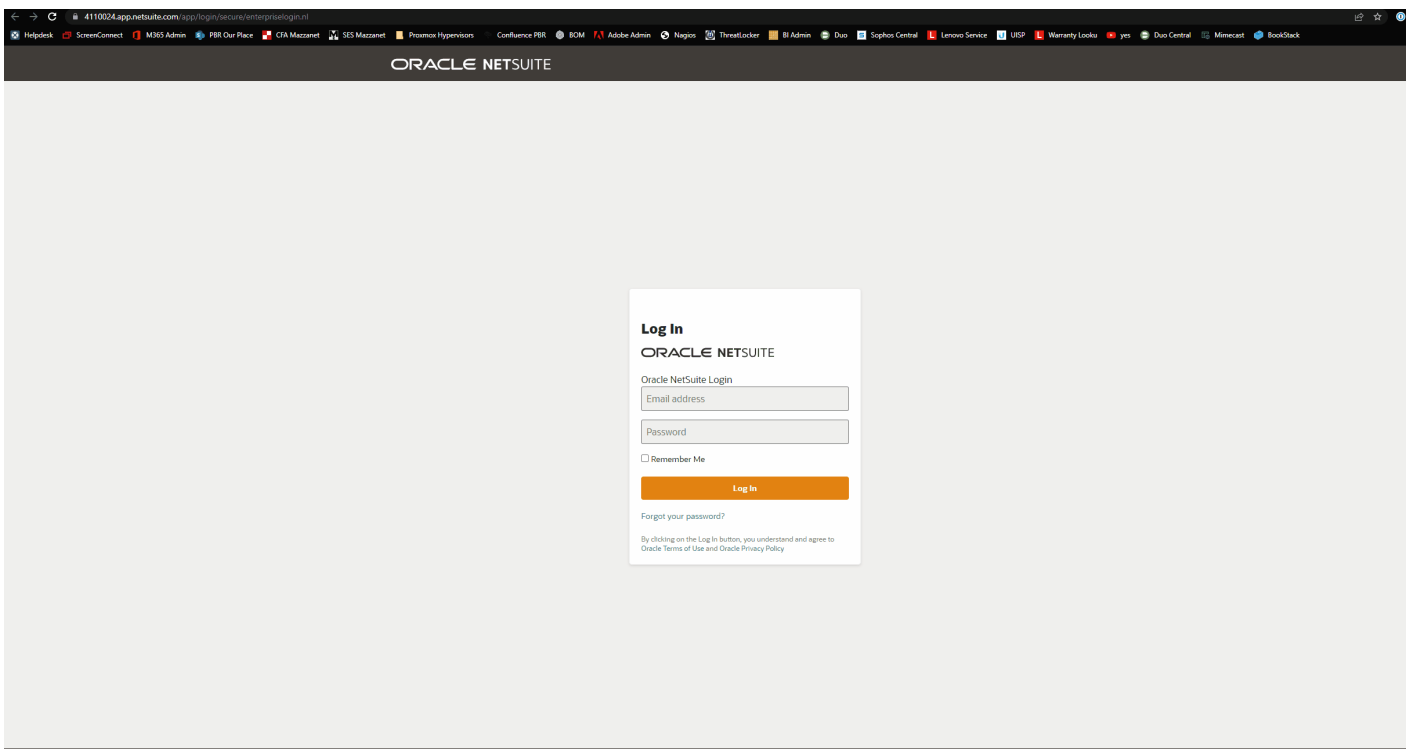 4110024.app.netsuite.com/app/login/secure/enterpriselogin.nl
Helpdesk ScreenConnect M365 Admin PBR Our Place CFA Mazzanet SES Mazzanet Proxmox Hypervisors Confluence PBR BOM Adobe Admin Nagios ThreatLocker BI Admin Duo Sophos Central Lenovo Service UISP Warranty Looku yes Duo Central Mimecast BookStack
ORACLE NETSUITE
Log In
ORACLE NETSUITE
Oracle NetSuite Login
Email address
Password
Remember Me
Log In
Forgot your password?
By clicking on the Log In button, you understand and agree to
Oracle Terms of Use and Oracle Privacy Policy